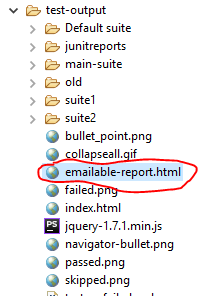 test-output
Default suite
junitreports
main-suite
old
suite1
suite2
bullet_point.png
collapseall.gif
emailable-report.html
failed.png
index.html
PS
jquery-1.7.1.min.js
navigator-bullet.png
passed.png
skipped.png